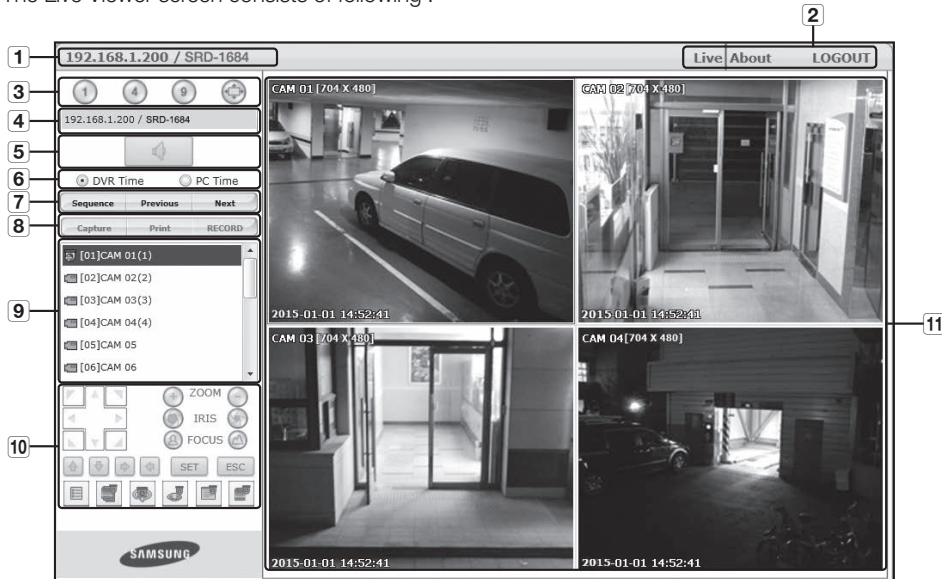 The Live Viewer screen consists of following :
2
1
192.168.1.200 / SRD-1684
Live About LOGOUT
3
1 4 9
4
192.168.1.200 / SRD-1684
5
6
DVR Time PC Time
7
Sequence Previous Next
8
Capture Print RECORD
9
[01]CAM 01(1)
[02]CAM 02(2)
[03]CAM 03(3)
[04]CAM 04(4)
[05]CAM 05
[06]CAM 06
10
ZOOM
IRIS
FOCUS
SET ESC
SAMSUNG
CAM 01 [704 X 480]
2015-01-01 14:52:41
CAM 02 [704 X 480]
2015-01-01 14:52:41
CAM 03 [704 X 480]
2015-01-01 14:52:41
CAM 04[704 X 480]
2015-01-01 14:52:41
11